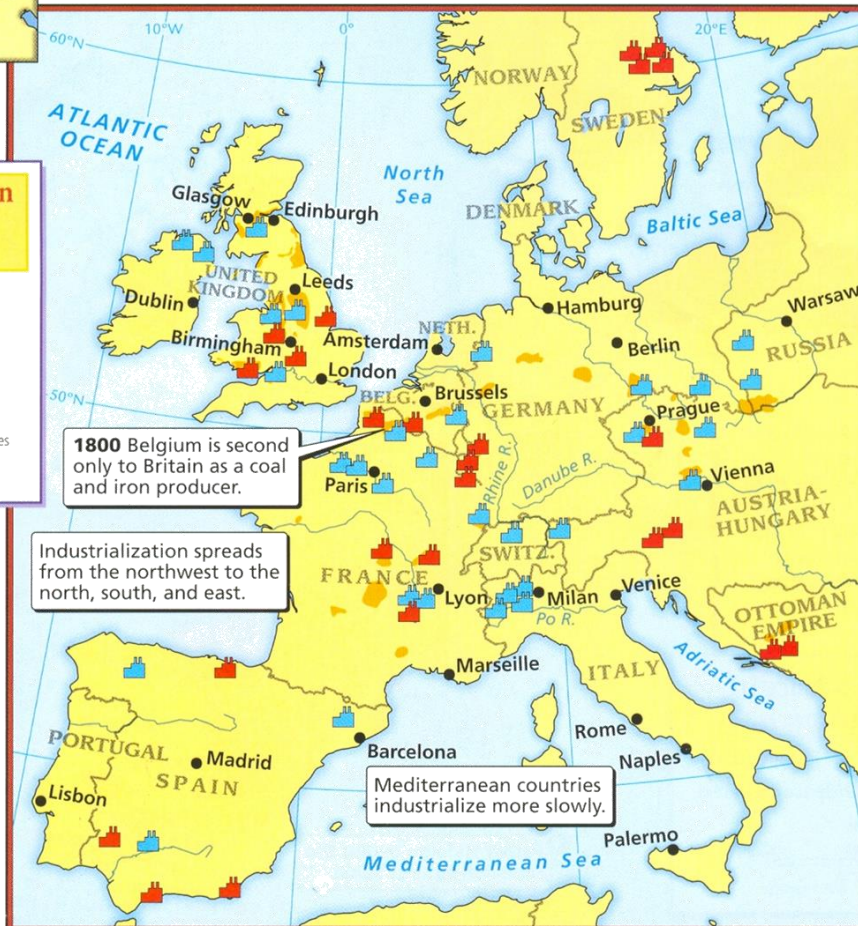 60°N
10°W
0°
20°E
NORWAY
SWEDEN
ATLANTIC
OCEAN
North
Sea
n
Glasgow
Edinburgh
DENMARK
Baltic Sea
UNITED
KINGDOM
Leeds
Dublin
Hamburg
Warsaw
NETH.
Birmingham
Amsterdam
Berlin
RUSSIA
London
50°N
BELG.
Brussels
GERMANY
Prague
es
1800 Belgium is second
only to Britain as a coal
and iron producer.
Paris
Rhine R.
Danube R.
Vienna
AUSTRIA-
HUNGARY
Industrialization spreads
from the northwest to the
north, south, and east.
FRANCE
SWITZ.
Lyon
Milan
Venice
Po R.
OTTOMAN
EMPIRE
Marseille
ITALY
Adriatic Sea
PORTUGAL
Madrid
SPAIN
Barcelona
Rome
Naples
Lisbon
Mediterranean countries
industrialize more slowly.
Palermo
Mediterranean Sea